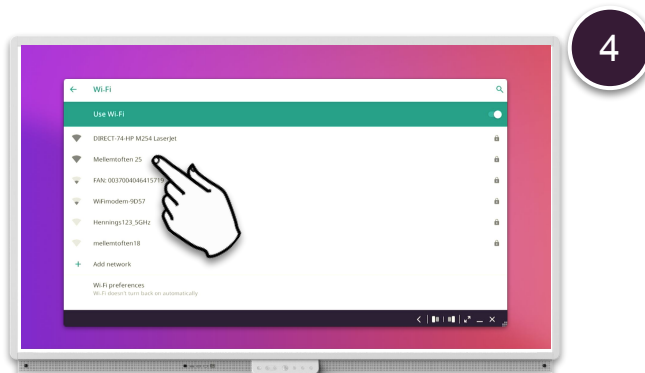 4
Wi-Fi
Use Wi-Fi
DIRECT-74-HP M254 LaserJet
Mellemtoften 25
FAN: 0037004046415719
WiFimodem-9D57
Hennings123_5GHz
mellemtoften18
Add network
Wi-Fi preferences
Wi-Fi doesn't turn back on automatically